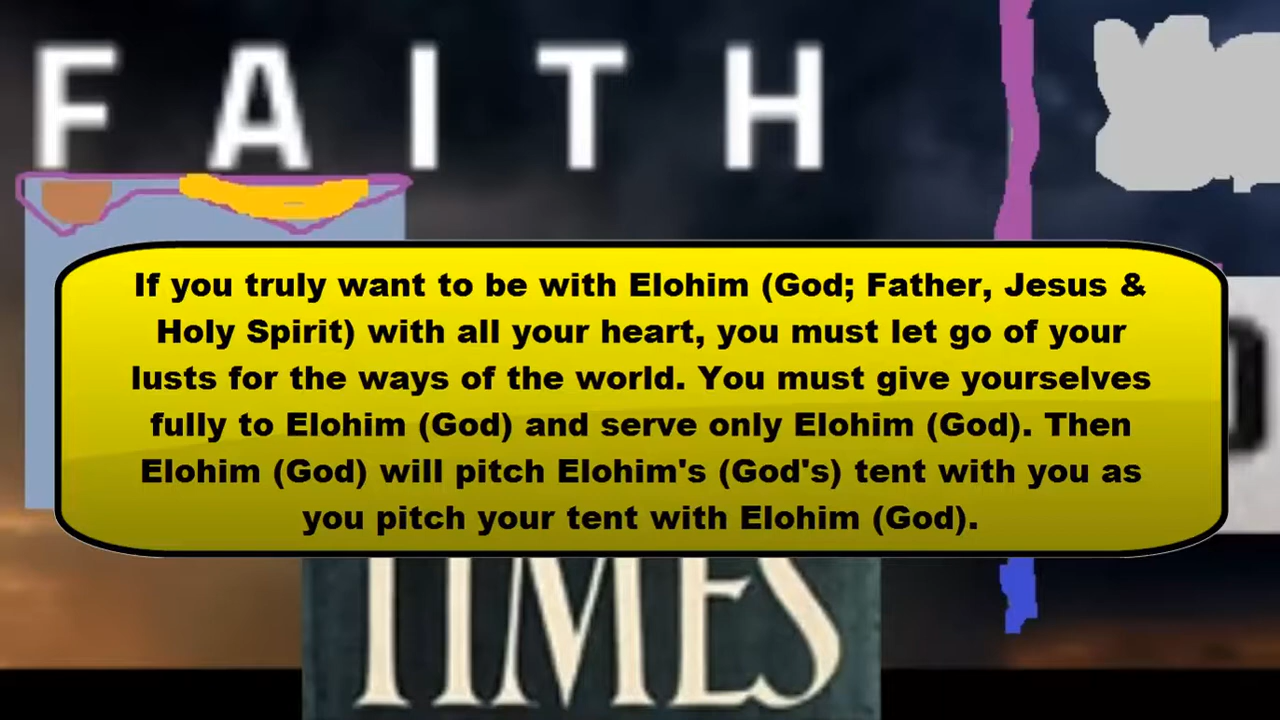 FAITH
If you truly want to be with Elohim (God; Father, Jesus &
Holy Spirit) with all your heart, you must let go of your
lusts for the ways of the world. You must give yourselves
fully to Elohim (God) and serve only Elohim (God). Then
Elohim (God) will pitch Elohim's (God's) tent with you as
you pitch your tent with Elohim (God).
TIMES